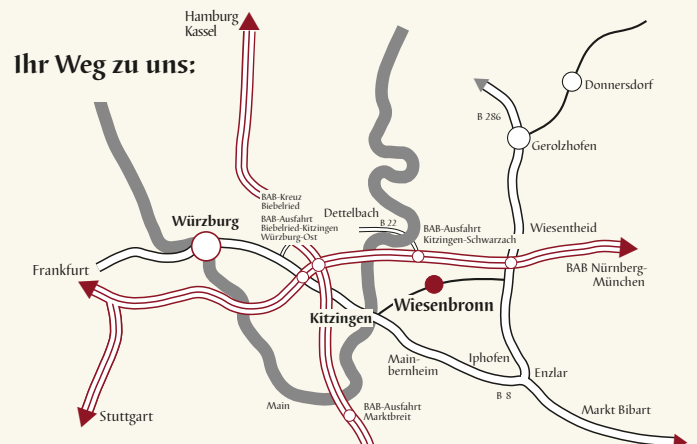 Hamburg
Kassel
Ihr Weg zu uns:
Donnersdorf
B 286
Gerolzhofen
BAB-Kreuz
Biebelried
BAB-Ausfahrt
Biebelried-Kitzingen
Würzburg-Ost
Dettelbach
B 22
Würzburg
BAB-Ausfahrt
Kitzingen-Schwarzach
Wiesentheid
Frankfurt
BAB Nürnberg-
München
Wiesenbronn
Kitzingen
Main-
bernheim
Iphofen
Enzlar
B 8
Main
BAB-Ausfahrt
Marktbreit
Markt Bibart
Stuttgart